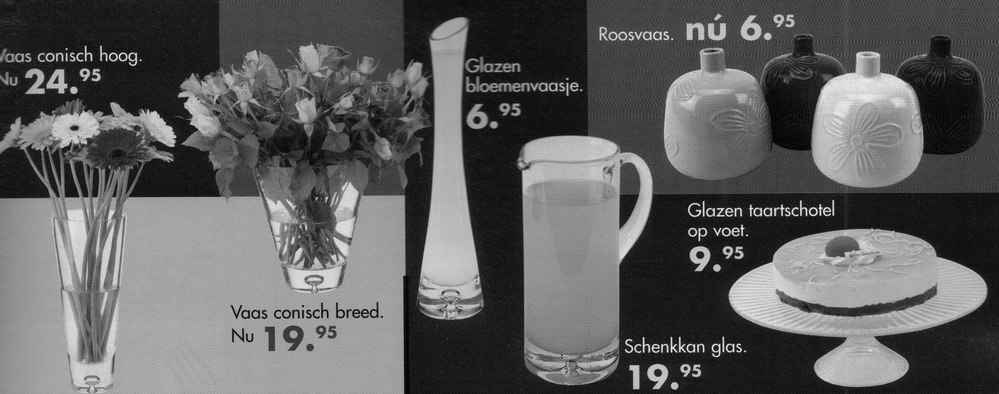 Vaas conisch hoog.
Nu 24.95
Glazen
bloemenvaasje.
6.95
Roosvaas. nú 6.95
Glazen taartschotel
op voet.
9.95
Vaas conisch breed.
Nu 19.95
Schenkkan glas.
19.95